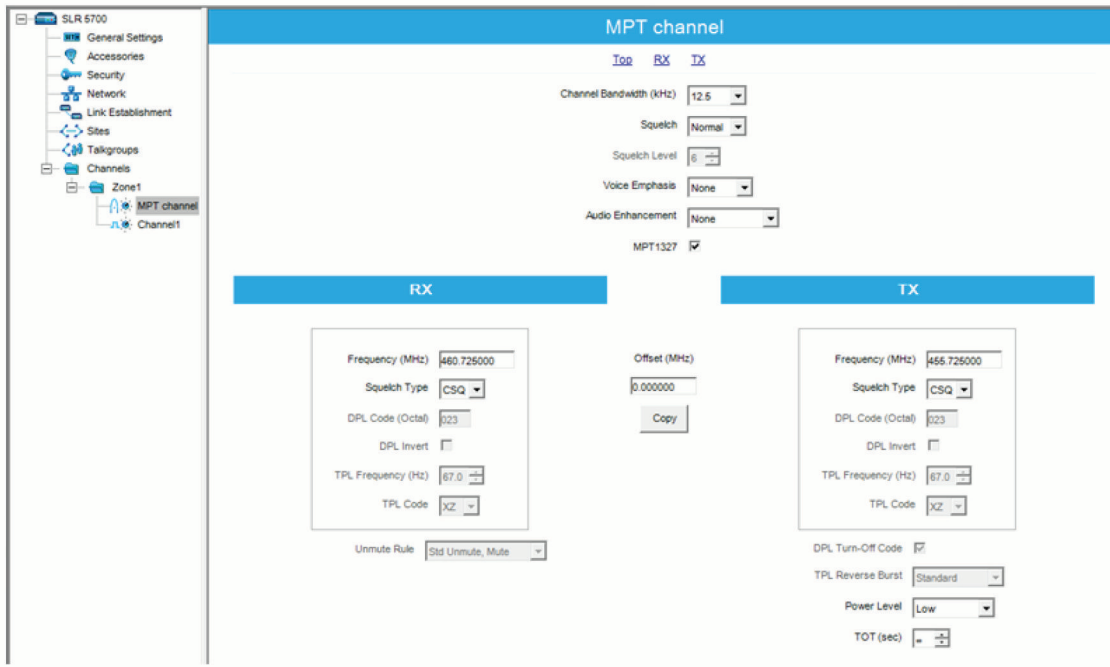 SLR 5700
General Settings
Accessories
Security
Network
Link Establishment
Sites
Talkgroups
Channels
Zone1
MPT channel
Channel1
MPT channel
Top RX TX
Channel Bandwidth (kHz) 12.5
Squelch Normal
Squelch Level 6
Voice Emphasis None
Audio Enhancement None
MPT1327
RX
Frequency (MHz) 460.725000
Squelch Type CSQ
DPL Code (Octal) 023
DPL Invert
TPL Frequency (Hz) 67.0
TPL Code XZ
Unmute Rule Std Unmute, Mute
Offset (MHz)
0.000000
Copy
TX
Frequency (MHz) 455.725000
Squelch Type CSQ
DPL Code (Octal) 023
DPL Invert
TPL Frequency (Hz) 67.0
TPL Code XZ
DPL Turn-Off Code
TPL Reverse Burst Standard
Power Level Low
TOT (sec)